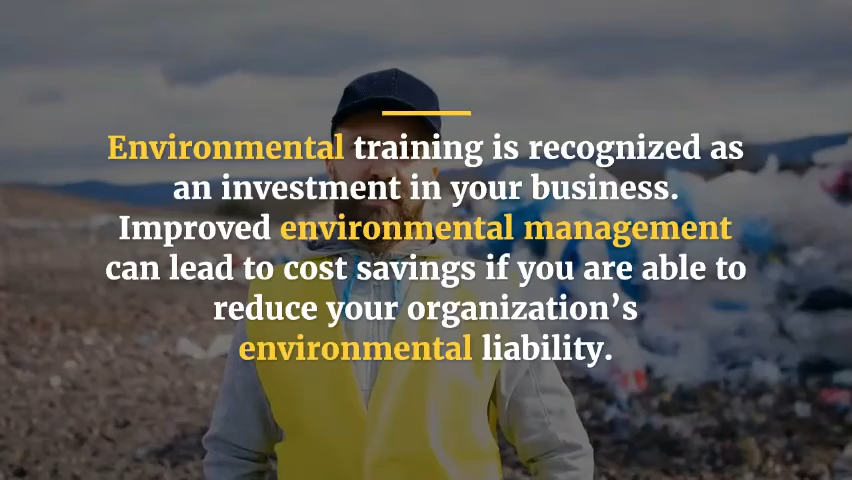 Environmental training is recognized as
an investment in your business.
Improved environmental management
can lead to cost savings if you are able to
reduce your organization’s
environmental liability.